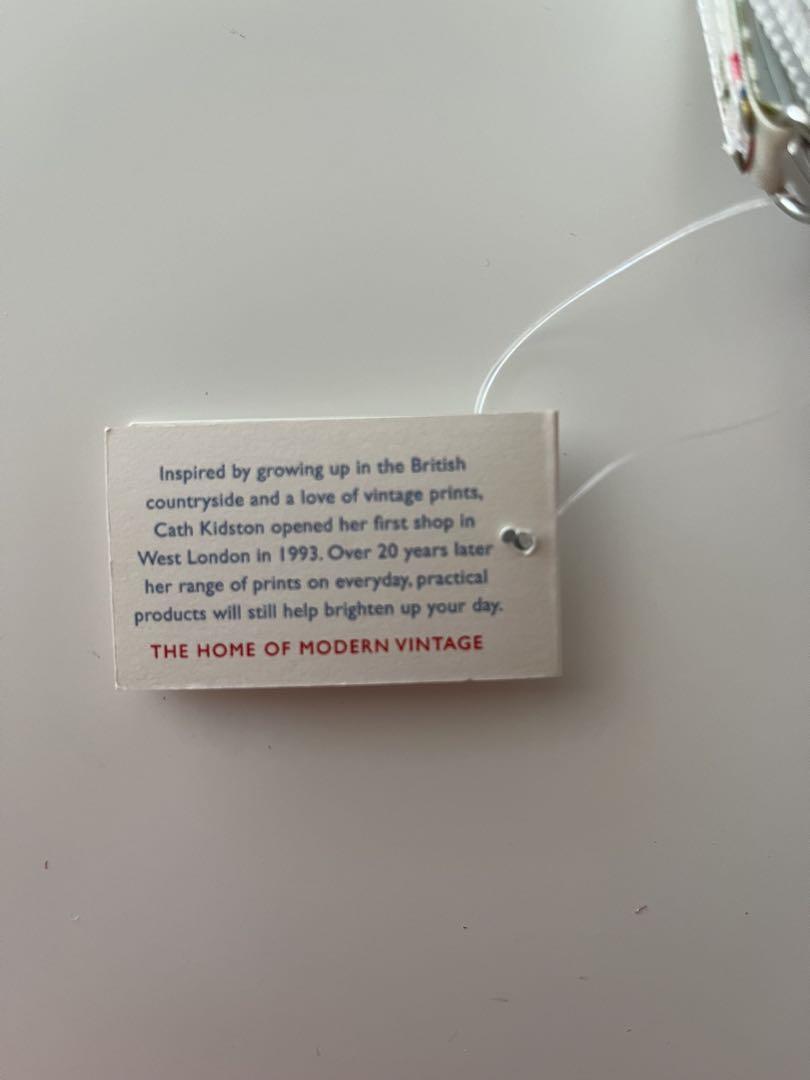 Inspired by growing up in the British
countryside and a love of vintage prints,
Cath Kidston opened her first shop in
West London in 1993. Over 20 years later
her range of prints on everyday, practical
products will still help brighten up your day.
THE HOME OF MODERN VINTAGE